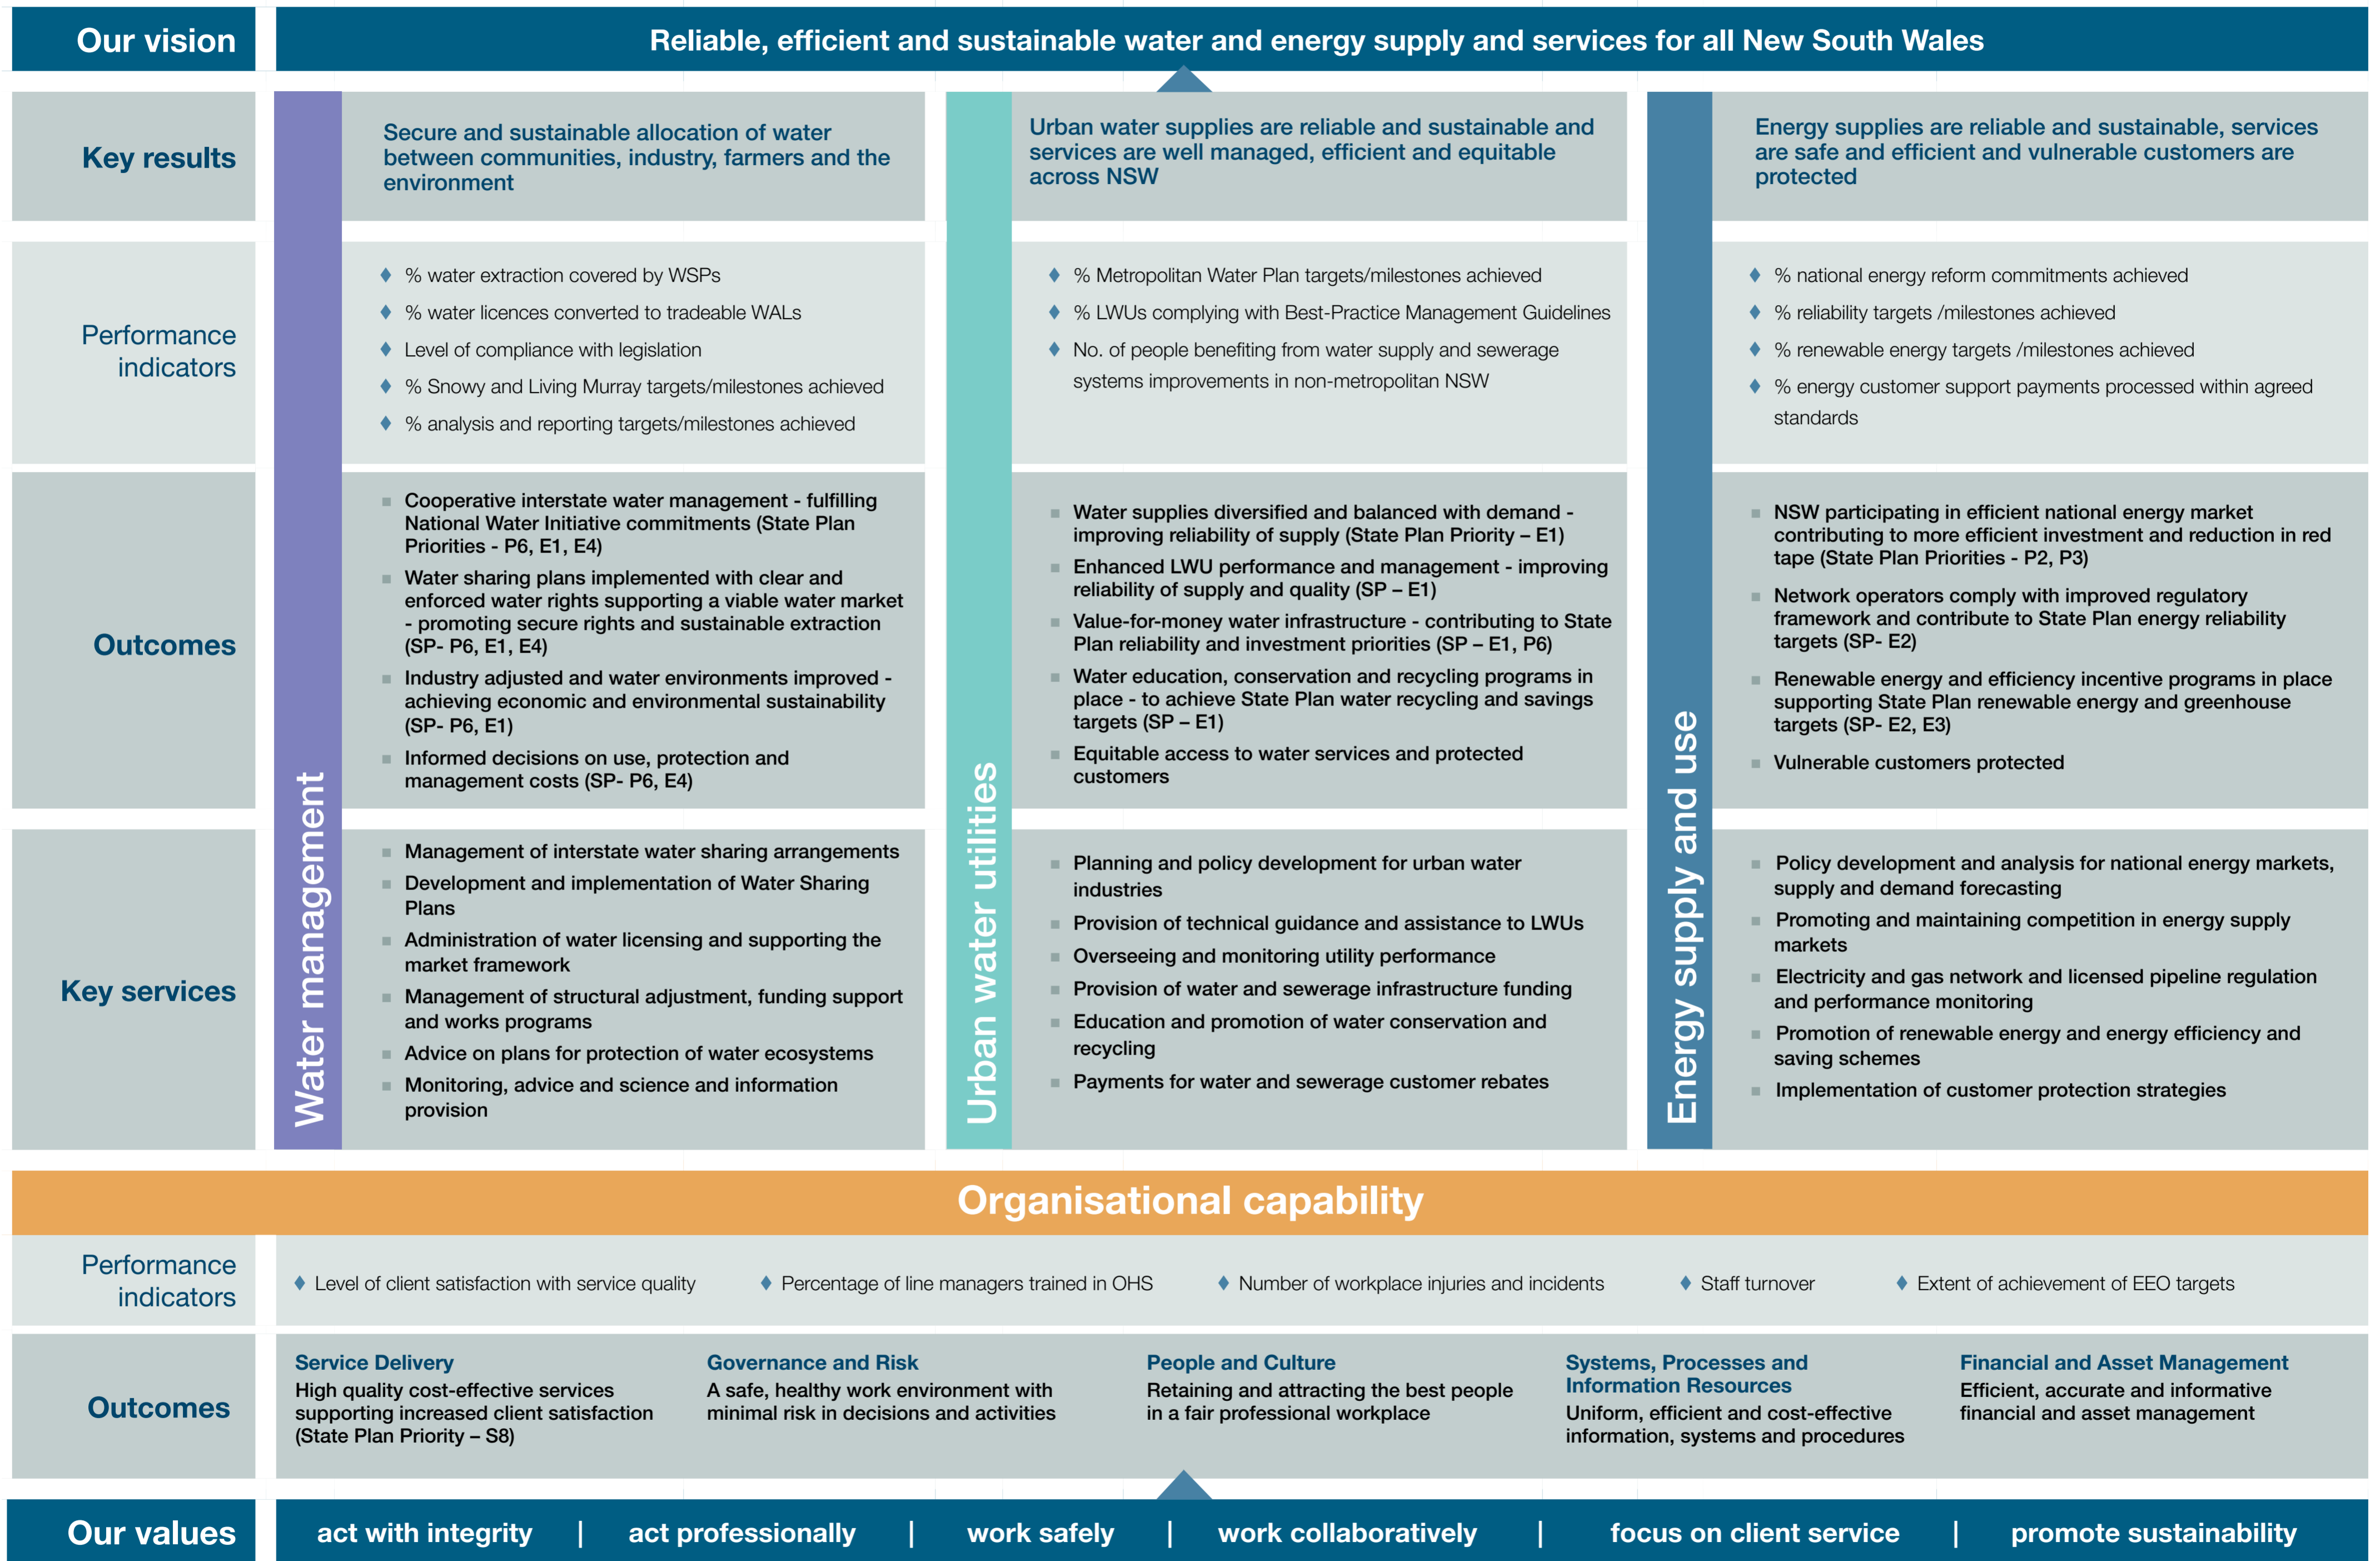 Our vision
Reliable, efficient and sustainable water and energy supply and services for all New South Wales
Key results
Secure and sustainable allocation of water
between communities, industry, farmers and the
environment
Urban water supplies are reliable and sustainable and
services are well managed, efficient and equitable
across NSW
Energy supplies are reliable and sustainable, services
are safe and efficient and vulnerable customers are
protected
Performance
indicators
% water extraction covered by WSPs
% water licences converted to tradeable WALs
Level of compliance with legislation
% Snowy and Living Murray targets/milestones achieved
% analysis and reporting targets/milestones achieved
% Metropolitan Water Plan targets/milestones achieved
% LWUs complying with Best-Practice Management Guidelines
No. of people benefiting from water supply and sewerage
systems improvements in non-metropolitan NSW
% national energy reform commitments achieved
% reliability targets /milestones achieved
% renewable energy targets /milestones achieved
% energy customer support payments processed within agreed
standards
Outcomes
Cooperative interstate water management - fulfilling
National Water Initiative commitments (State Plan
Priorities - P6, E1, E4)
Water sharing plans implemented with clear and
enforced water rights supporting a viable water market
- promoting secure rights and sustainable extraction
(SP- P6, E1, E4)
Industry adjusted and water environments improved -
achieving economic and environmental sustainability
(SP- P6, E1)
Informed decisions on use, protection and
management costs (SP- P6, E4)
Water supplies diversified and balanced with demand -
improving reliability of supply (State Plan Priority – E1)
Enhanced LWU performance and management - improving
reliability of supply and quality (SP – E1)
Value-for-money water infrastructure - contributing to State
Plan reliability and investment priorities (SP – E1, P6)
Water education, conservation and recycling programs in
place - to achieve State Plan water recycling and savings
targets (SP – E1)
Equitable access to water services and protected
customers
NSW participating in efficient national energy market
contributing to more efficient investment and reduction in red
tape (State Plan Priorities - P2, P3)
Network operators comply with improved regulatory
framework and contribute to State Plan energy reliability
targets (SP- E2)
Renewable energy and efficiency incentive programs in place
supporting State Plan renewable energy and greenhouse
targets (SP- E2, E3)
Vulnerable customers protected
Key services
Water management
Management of interstate water sharing arrangements
Development and implementation of Water Sharing
Plans
Administration of water licensing and supporting the
market framework
Management of structural adjustment, funding support
and works programs
Advice on plans for protection of water ecosystems
Monitoring, advice and science and information
provision
Urban water utilities
Planning and policy development for urban water
industries
Provision of technical guidance and assistance to LWUs
Overseeing and monitoring utility performance
Provision of water and sewerage infrastructure funding
Education and promotion of water conservation and
recycling
Payments for water and sewerage customer rebates
Energy supply and use
Policy development and analysis for national energy markets,
supply and demand forecasting
Promoting and maintaining competition in energy supply
markets
Electricity and gas network and licensed pipeline regulation
and performance monitoring
Promotion of renewable energy and energy efficiency and
saving schemes
Implementation of customer protection strategies
Organisational capability
Performance
indicators
Level of client satisfaction with service quality
Percentage of line managers trained in OHS
Number of workplace injuries and incidents
Staff turnover
Extent of achievement of EEO targets
Outcomes
Service Delivery
High quality cost-effective services
supporting increased client satisfaction
(State Plan Priority – S8)
Governance and Risk
A safe, healthy work environment with
minimal risk in decisions and activities
People and Culture
Retaining and attracting the best people
in a fair professional workplace
Systems, Processes and
Information Resources
Uniform, efficient and cost-effective
information, systems and procedures
Financial and Asset Management
Efficient, accurate and informative
financial and asset management
Our values
act with integrity | act professionally | work safely | work collaboratively | focus on client service | promote sustainability